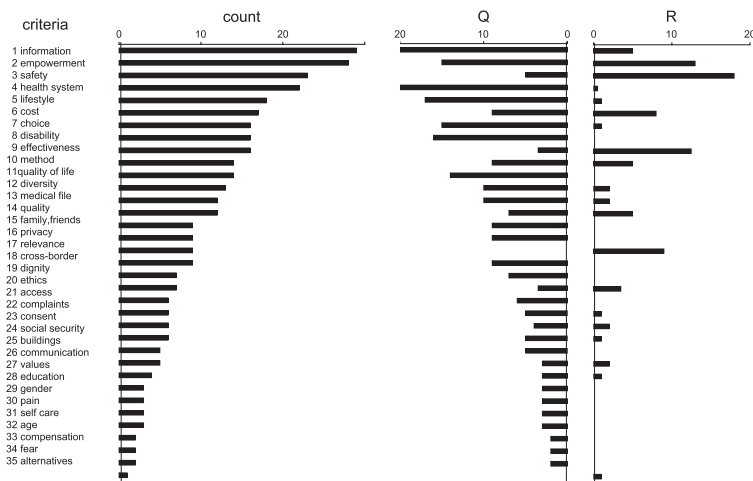 criteria
count
Q
R
0 10 20
20 10 0
0 10 20
1 information
2 empowerment
3 safety
4 health system
5 lifestyle
6 cost
7 choice
8 disability
9 effectiveness
10 method
11quality of life
12 diversity
13 medical file
14 quality
15 family,friends
16 privacy
17 relevance
18 cross-border
19 dignity
20 ethics
21 access
22 complaints
23 consent
24 social security
25 buildings
26 communication
27 values
28 education
29 gender
30 pain
31 self care
32 age
33 compensation
34 fear
35 alternatives